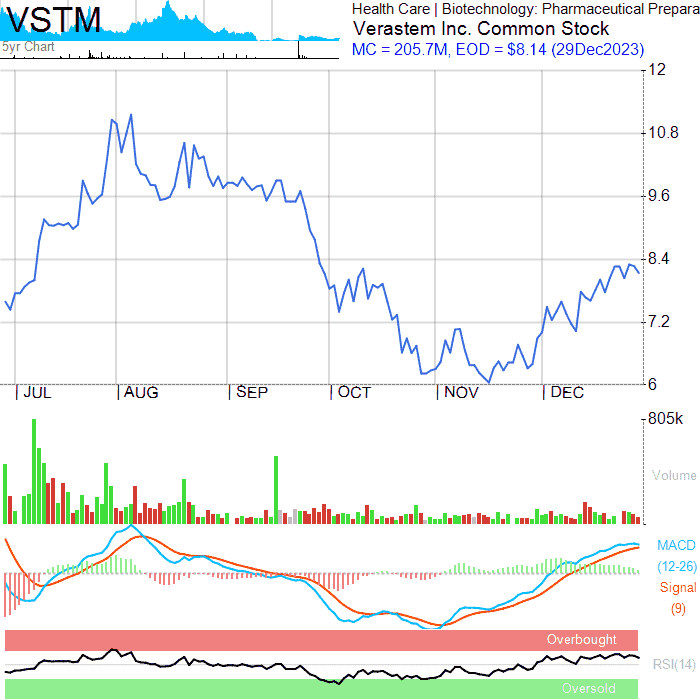 VSTM
5yr Chart
Health Care | Biotechnology: Pharmaceutical Prepara
Verastem Inc. Common Stock
MC = 205.7M, EOD = $8.14 (29Dec2023)
12
10.8
9.6
8.4
7.2
6
JUL AUG SEP OCT NOV DEC
805k
Volume
MACD
(12-26)
Signal
(9)
Overbought
RSI(14)
Oversold